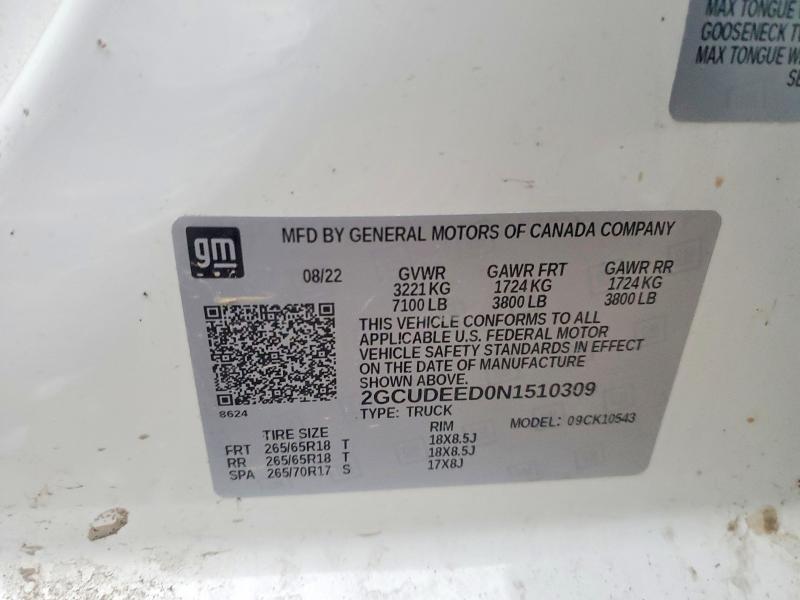 MAX TONGUE
GOOSENECK
MAX TONGUE
gm
MFD BY GENERAL MOTORS OF CANADA COMPANY
08/22 GVWR GAWR FRT GAWR RR
3221 KG 1724 KG 1724 KG
7100 LB 3800 LB 3800 LB
THIS VEHICLE CONFORMS TO ALL
APPLICABLE U.S. FEDERAL MOTOR
VEHICLE SAFETY STANDARDS IN EFFECT
ON THE DATE OF MANUFACTURE
SHOWN ABOVE.
2GCUDEED0N1510309
8624
TYPE: TRUCK MODEL: 09CK10543
TIRE SIZE RIM
FRT 265/65R18 T 18X8.5J
RR 265/65R18 T 18X8.5J
SPA 265/70R17 S 17X8J